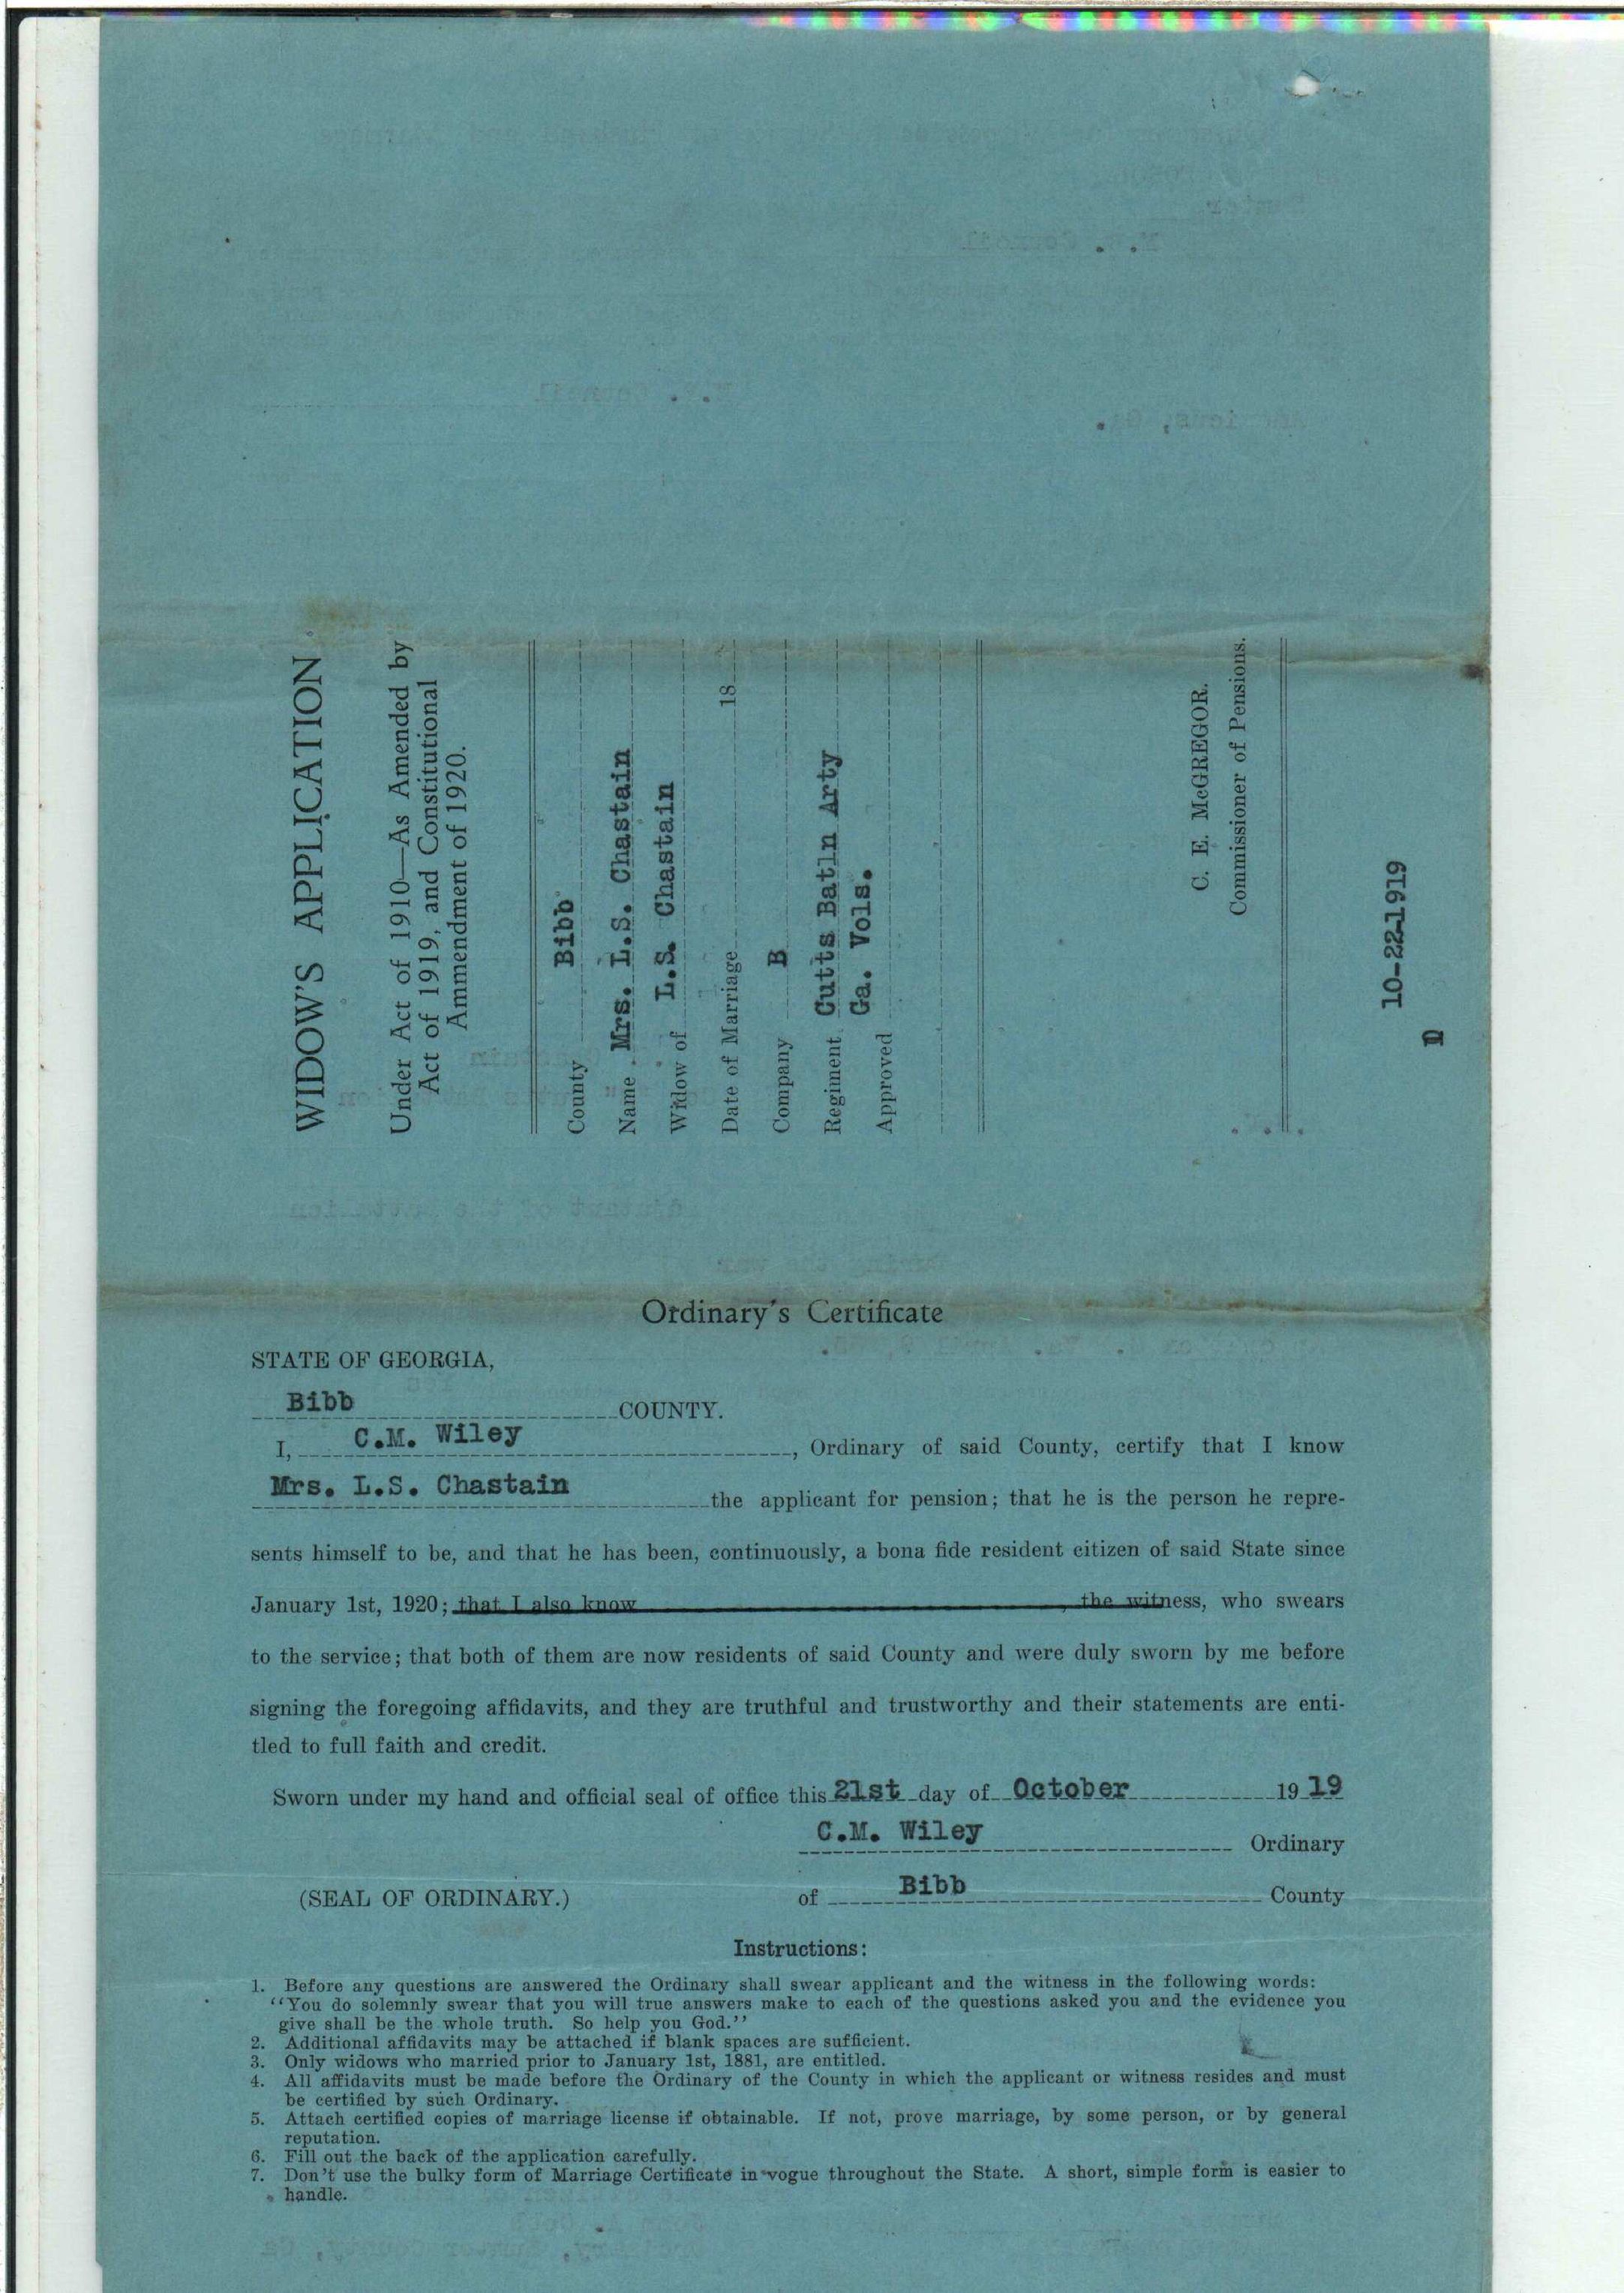 WIDOW'S APPLICATION
Under Act of 1910—As Amended by
Act of 1919, and Constitutional
Ammendment of 1920.
County Bibb
Name Mrs. L.S. Chastain
Widow of L.S. Chastain
Date of Marriage 18
Company B
Regiment Cutts Batln Arty
Ga. Vols.
Approved
C. E. McGREGOR.
Commissioner of Pensions.
10-22-1919
D
Ordinary's Certificate
STATE OF GEORGIA,
Bibb COUNTY.
I, C.M. Wiley, Ordinary of said County, certify that I know
Mrs. L.S. Chastain the applicant for pension; that he is the person he repre-
sents himself to be, and that he has been, continuously, a bona fide resident citizen of said State since
January 1st, 1920; that I also know , the witness, who swears
to the service; that both of them are now residents of said County and were duly sworn by me before
signing the foregoing affidavits, and they are truthful and trustworthy and their statements are enti-
tled to full faith and credit.
Sworn under my hand and official seal of office this 21st day of October 19 19
C.M. Wiley Ordinary
(SEAL OF ORDINARY.) of Bibb County
Instructions:
1. Before any questions are answered the Ordinary shall swear applicant and the witness in the following words:
"You do solemnly swear that you will true answers make to each of the questions asked you and the evidence you
give shall be the whole truth. So help you God."
2. Additional affidavits may be attached if blank spaces are sufficient.
3. Only widows who married prior to January 1st, 1881, are entitled.
4. All affidavits must be made before the Ordinary of the County in which the applicant or witness resides and must
be certified by such Ordinary.
5. Attach certified copies of marriage license if obtainable. If not, prove marriage, by some person, or by general
reputation.
6. Fill out the back of the application carefully.
7. Don't use the bulky form of Marriage Certificate in vogue throughout the State. A short, simple form is easier to
handle.